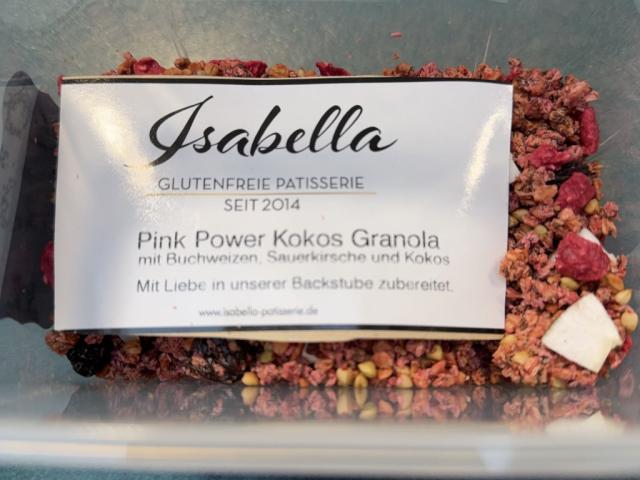 Isabella
GLUTENFREIE PATISSERIE
SEIT 2014
Pink Power Kokos Granola
mit Buchweizen, Sauerkirsche und Kokos
Mit Liebe in unserer Backstube zubereitet.
www.isabella-patisserie.de